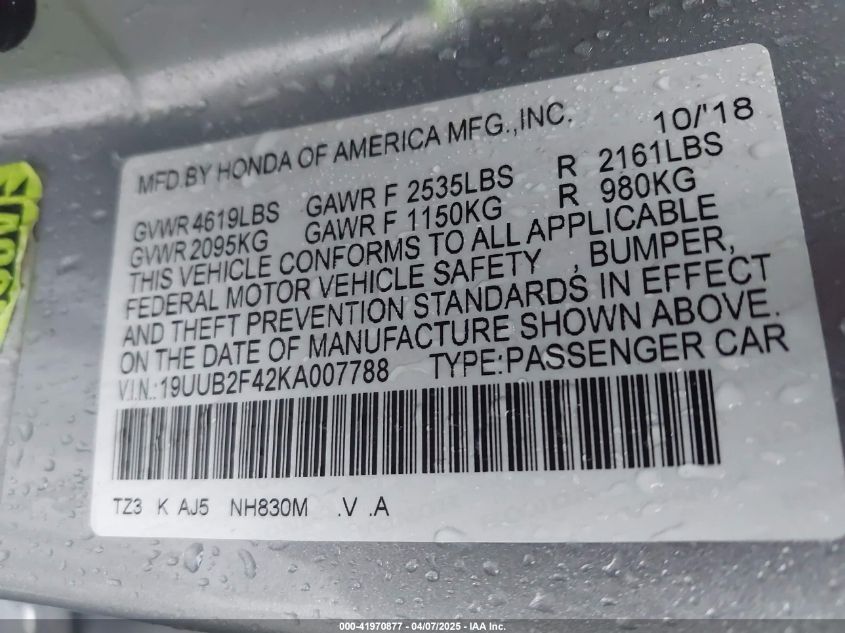 MFD.BY HONDA OF AMERICA MFG.,INC. 10/'18
GVWR 4619LBS GAWR F 2535LBS R 2161LBS
GVWR 2095KG GAWR F 1150KG R 980KG
THIS VEHICLE CONFORMS TO ALL APPLICABLE
FEDERAL MOTOR VEHICLE SAFETY , BUMPER,
AND THEFT PREVENTION STANDARDS IN EFFECT
ON THE DATE OF MANUFACTURE SHOWN ABOVE.
V.I.N.:19UUB2F42KA007788 TYPE:PASSENGER CAR
TZ3 K AJ5 NH830M .V .A
000-41970877 | 04/07/2025 - IAA Inc.